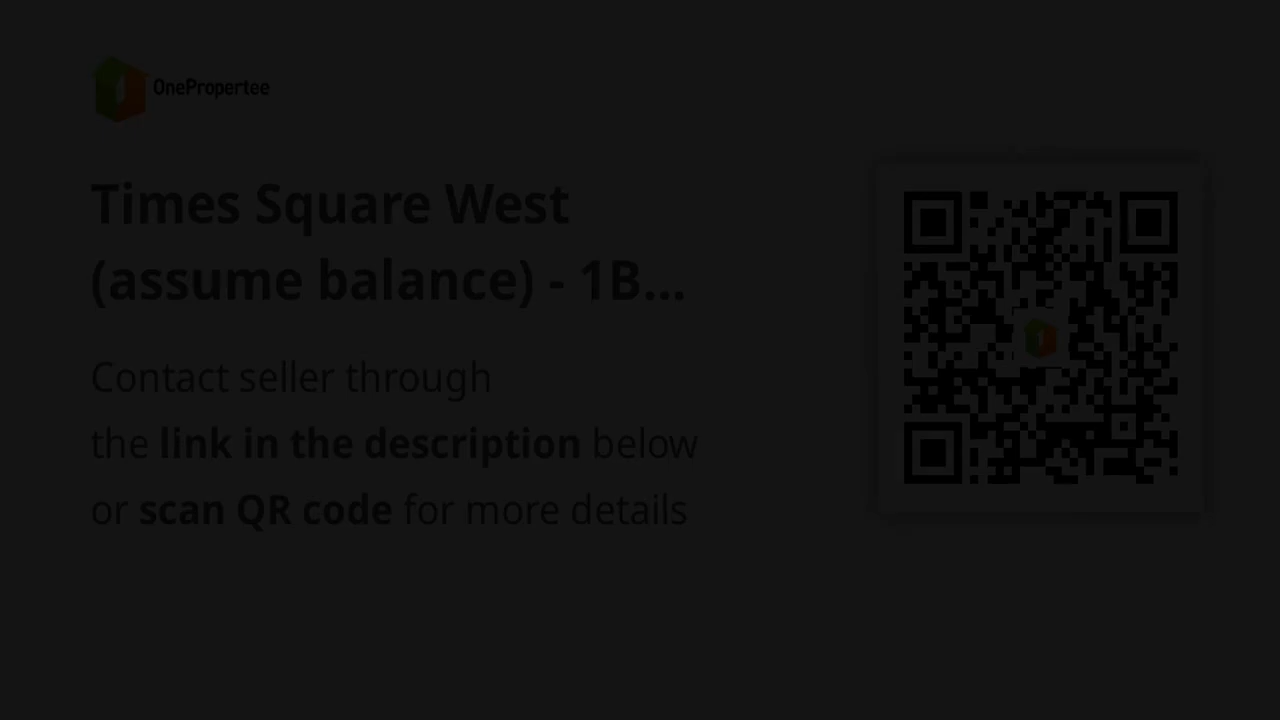 OnePropertee
Times Square West
(assume balance) - 1B...
Contact seller through
the link in the description below
or scan QR code for more details